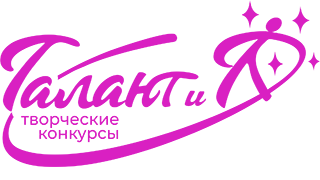 Талант и Я
творческие
конкурсы